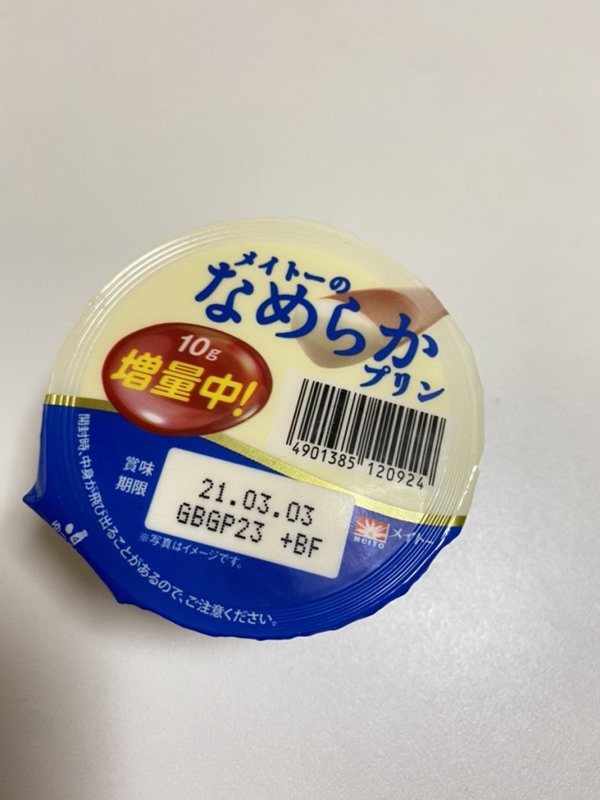 メイトーの
なめらか
プリン
10g
増量中!
4901385 120924
賞味
期限
21.03.03
GBGP23 +BF
※写真はイメージです。
MEITO
メイトー
開封時、中身が飛び出ることがあるので、ご注意ください。